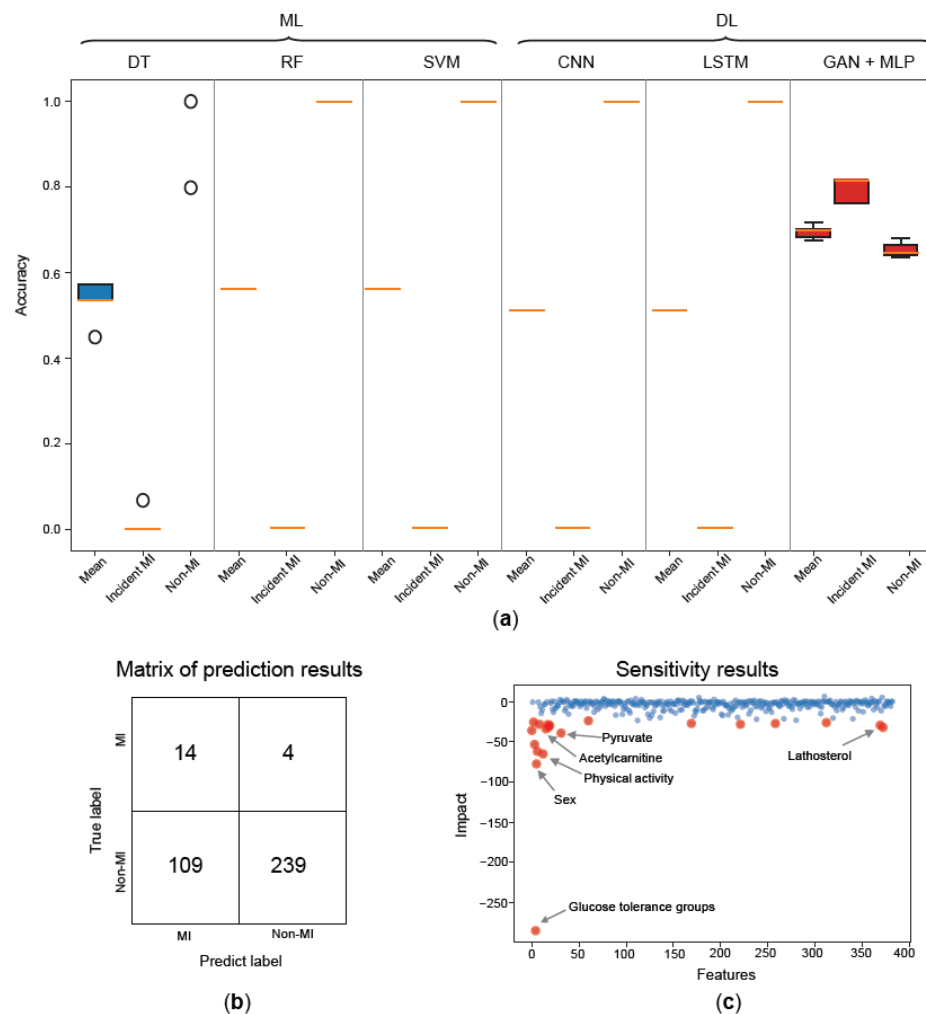 ML DL
DT RF SVM CNN LSTM GAN + MLP
Accuracy
1.0
0.8
0.6
0.4
0.2
0.0
Mean Incident MI Non-MI Mean Incident MI Non-MI Mean Incident MI Non-MI Mean Incident MI Non-MI Mean Incident MI Non-MI Mean Incident MI Non-MI
(a)
Matrix of prediction results
True label
MI
Non-MI
14 4
109 239
MI Non-MI
Predict label
(b)
Sensitivity results
Impact
0
−50
−100
−150
−200
−250
Pyruvate
Acetylcarnitine
Physical activity
Sex
Lathosterol
Glucose tolerance groups
0 50 100 150 200 250 300 350 400
Features
(c)